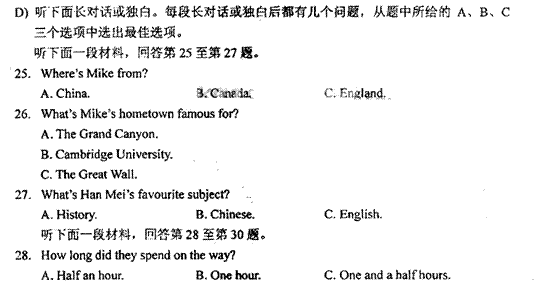 D) 听下面长对话或独白。每段长对话或独白后都有几个问题，从题中所给的 A、B、C
三个选项中选出最佳选项。
听下面一段材料，回答第 25 至第 27 题。
25. Where's Mike from?
A. China. B. Canada. C. England.
26. What's Mike's hometown famous for?
A. The Grand Canyon.
B. Cambridge University.
C. The Great Wall.
27. What's Han Mei's favourite subject?
A. History. B. Chinese. C. English.
听下面一段材料，回答第 28 至第 30 题。
28. How long did they spend on the way?
A. Half an hour. B. One hour. C. One and a half hours.